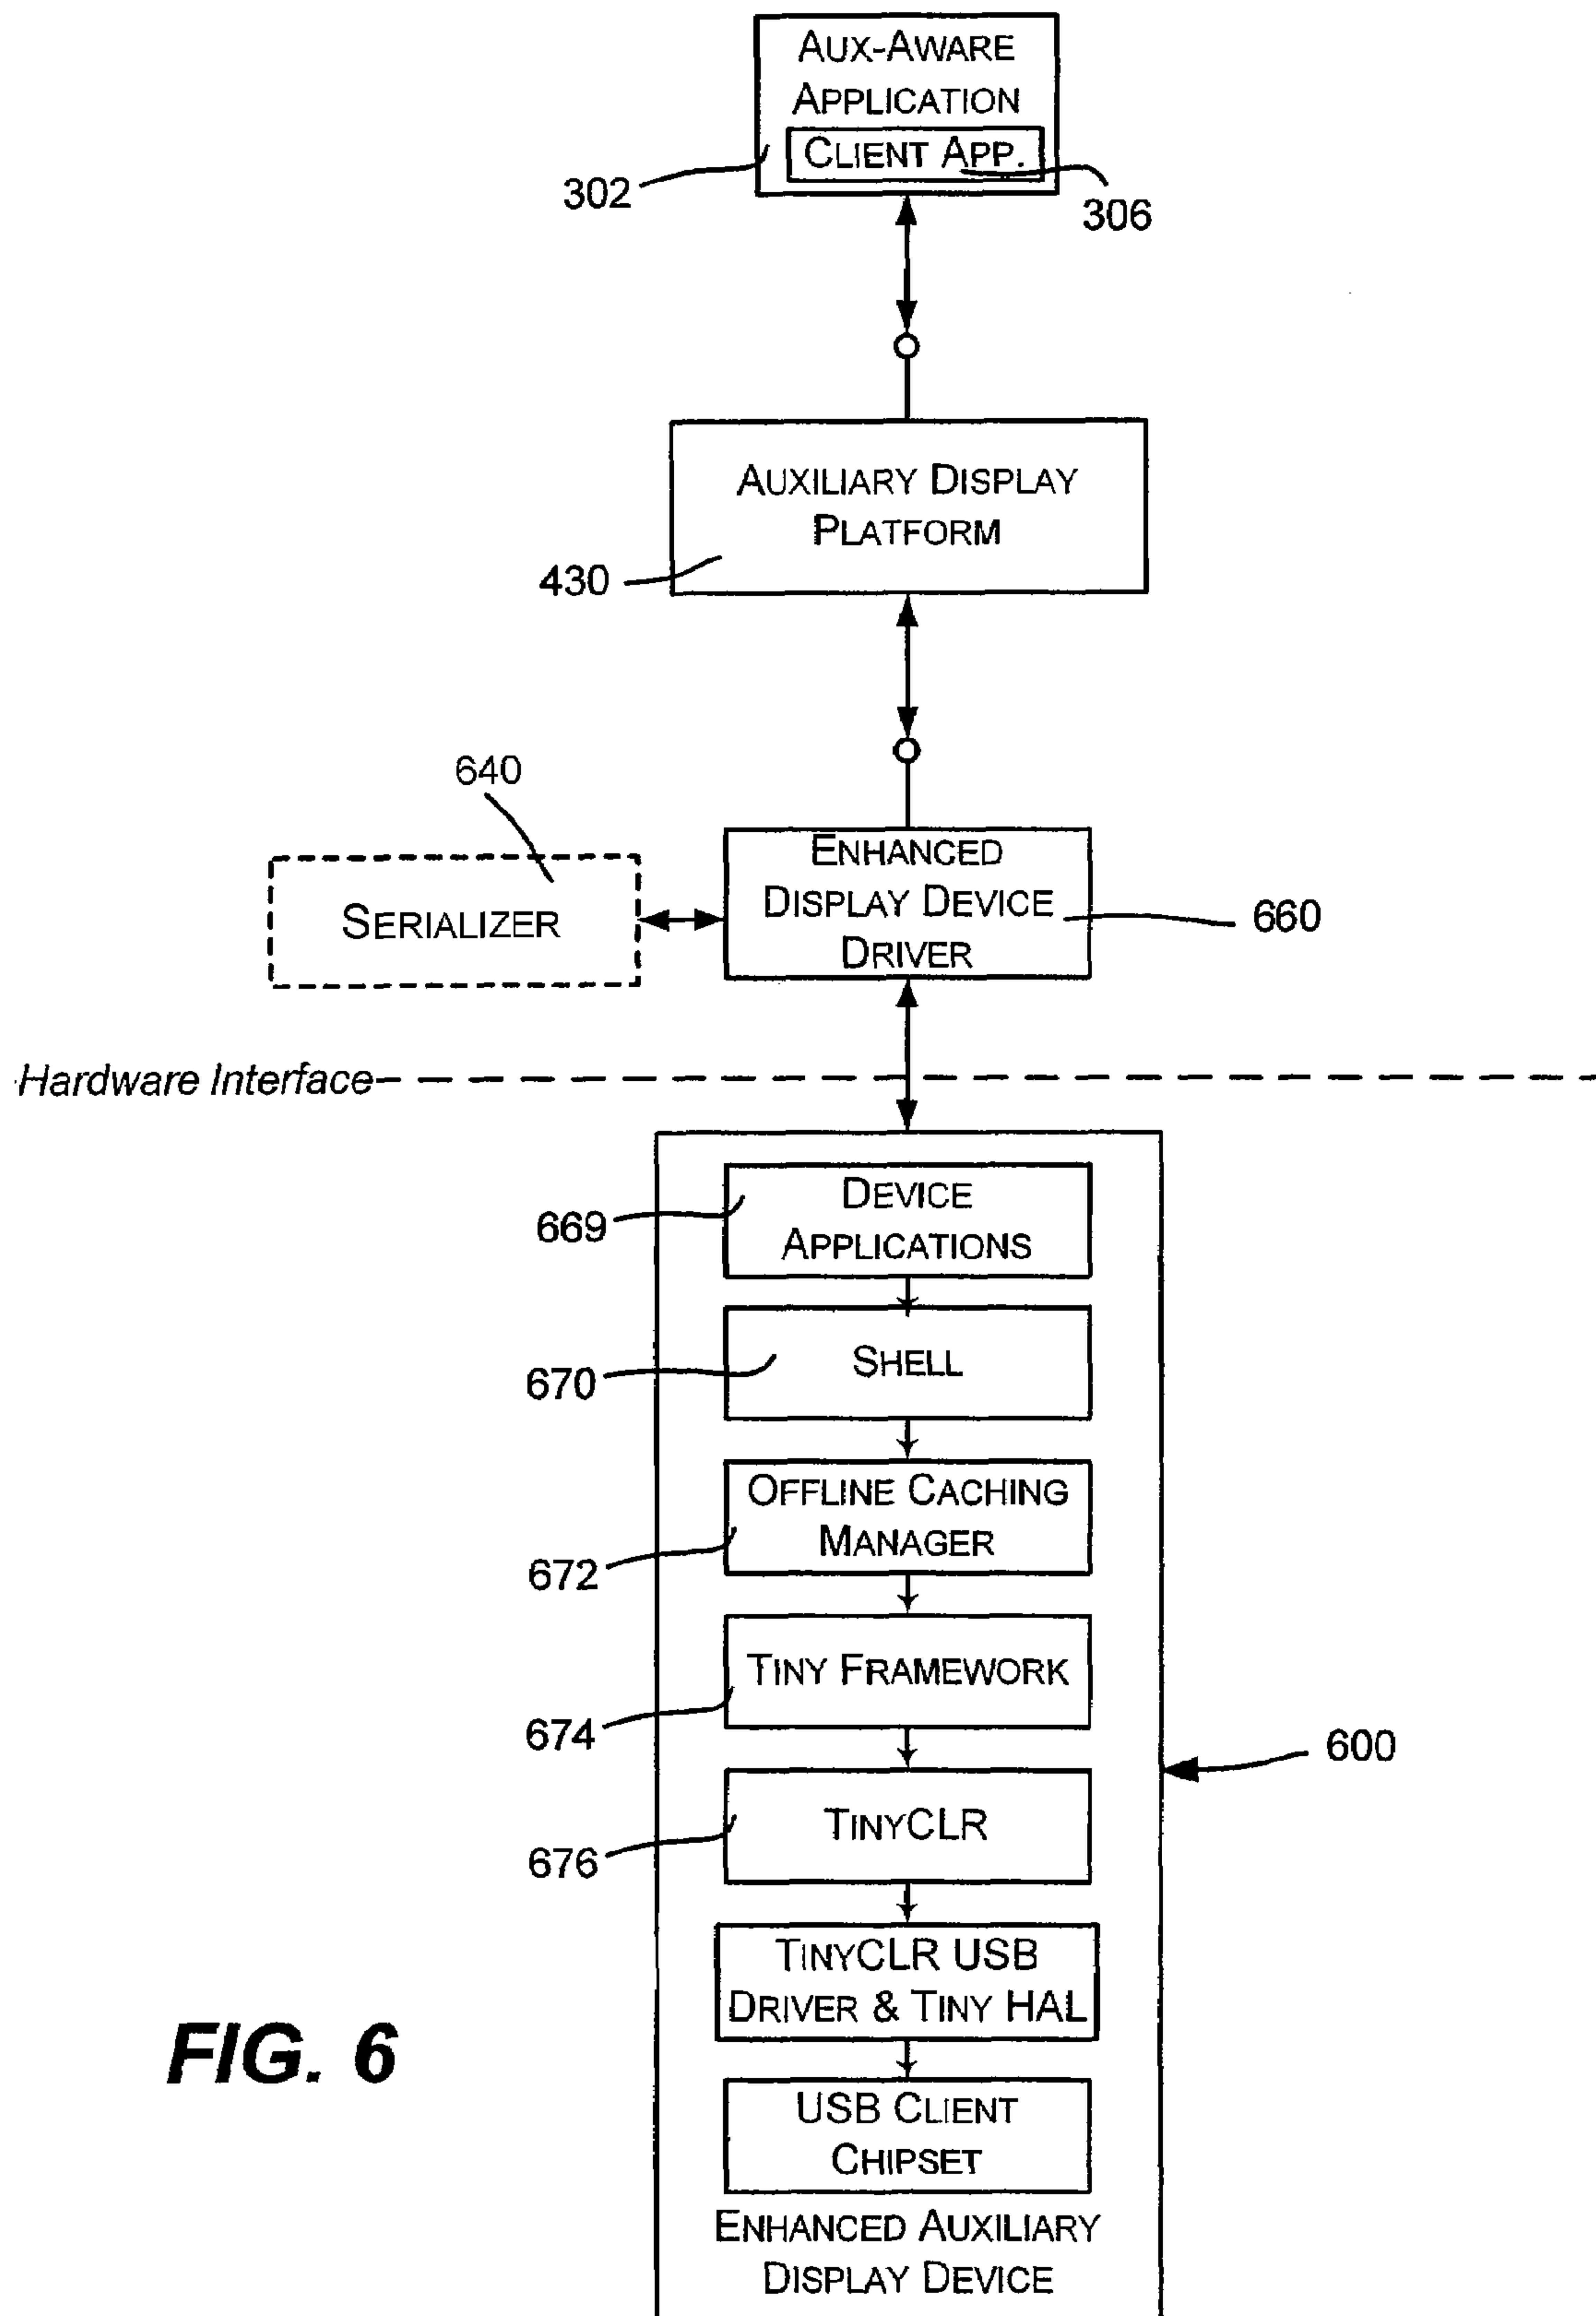 AUX-AWARE
APPLICATION
CLIENT APP.
302
306
AUXILIARY DISPLAY
PLATFORM
430
640
SERIALIZER
ENHANCED
DISPLAY DEVICE
DRIVER
660
Hardware Interface
DEVICE
APPLICATIONS
669
SHELL
670
OFFLINE CACHING
MANAGER
672
TINY FRAMEWORK
674
600
TINYCLR
676
TINYCLR USB
DRIVER & TINY HAL
FIG. 6
USB CLIENT
CHIPSET
ENHANCED AUXILIARY
DISPLAY DEVICE